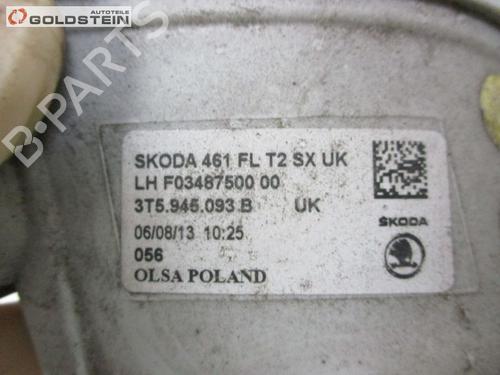 AUTOTEILE
GOLDSTEIN
B-PARTS
SKODA 461 FL T2 SX UK
LH F03487500 00
3T5.945.093 B UK
06/08/13 10:25
056
OLSA POLAND
ŠKODA